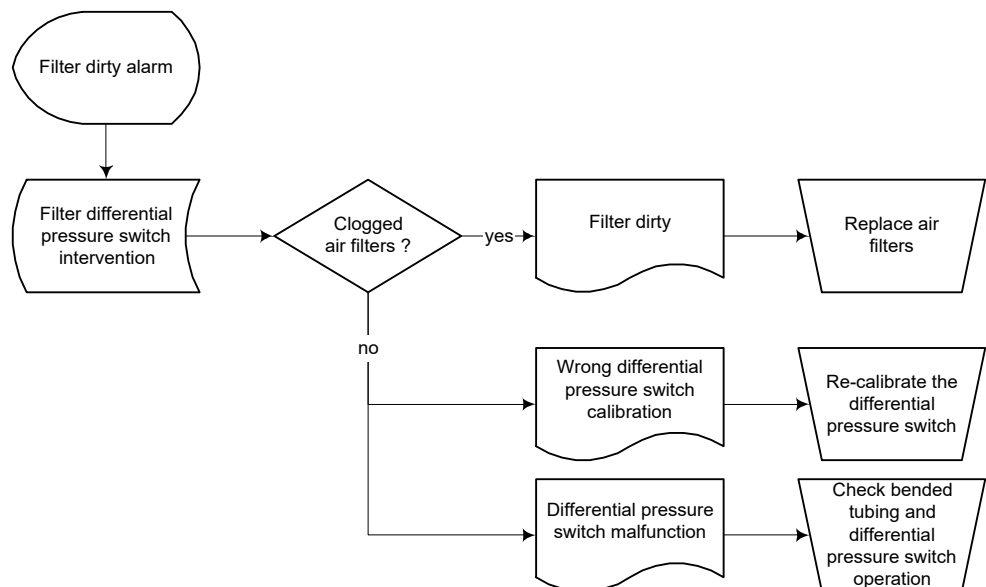 Filter dirty alarm
Filter differential
pressure switch
intervention
Clogged
air filters ?
yes
Filter dirty
Replace air
filters
no
Wrong differential
pressure switch
calibration
Re-calibrate the
differential
pressure switch
Differential pressure
switch malfunction
Check bended
tubing and
differential
pressure switch
operation